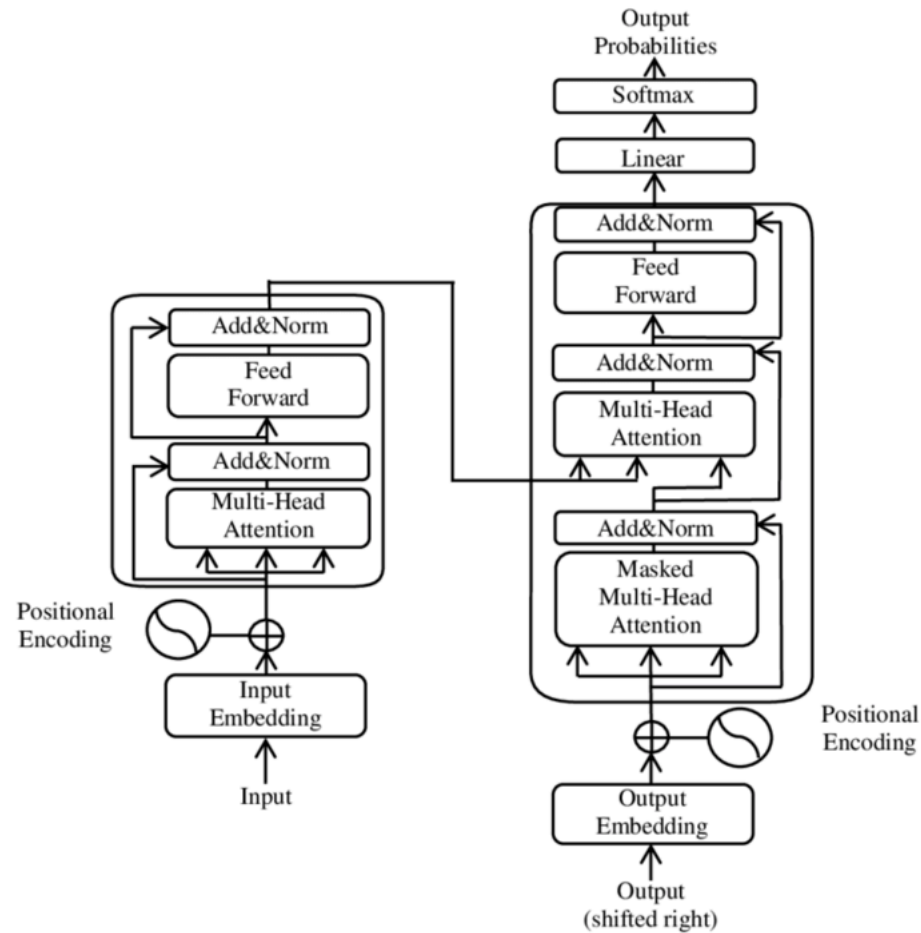 Output
Probabilities
Softmax
Linear
Add&Norm
Feed
Forward
Add&Norm
Multi-Head
Attention
Add&Norm
Masked
Multi-Head
Attention
Positional
Encoding
Output
Embedding
Output
(shifted right)
Add&Norm
Feed
Forward
Add&Norm
Multi-Head
Attention
Positional
Encoding
Input
Embedding
Input